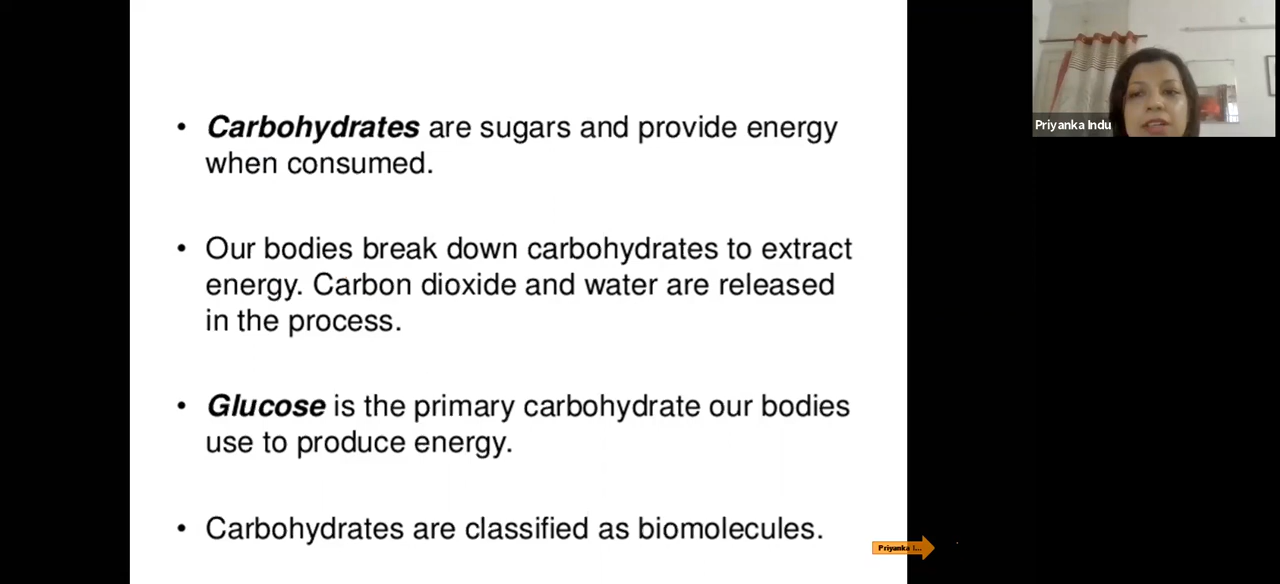 • Carbohydrates are sugars and provide energy
when consumed.
• Our bodies break down carbohydrates to extract
energy. Carbon dioxide and water are released
in the process.
• Glucose is the primary carbohydrate our bodies
use to produce energy.
• Carbohydrates are classified as biomolecules.
Priyanka Indu
Priyanka I...